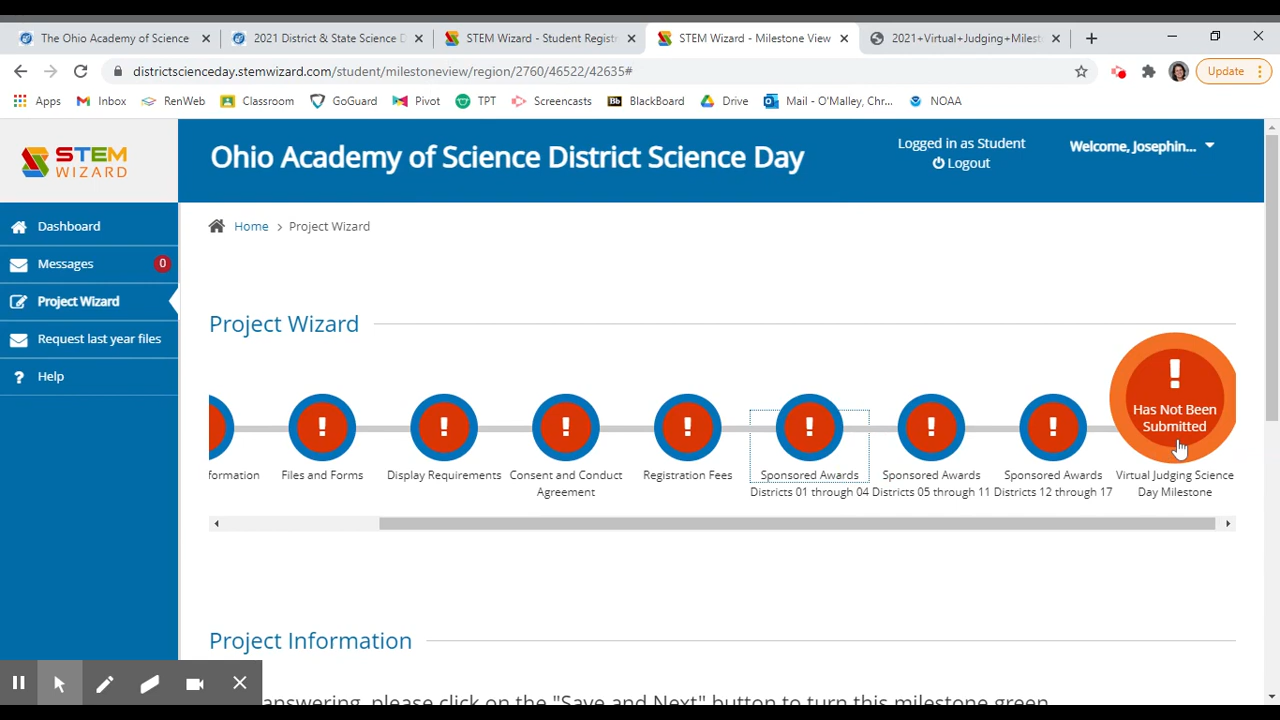 The Ohio Academy of Science
2021 District & State Science D
STEM Wizard - Student Regist
STEM Wizard - Milestone View
2021+Virtual+Judging+Milest
districtscienceday.stemwizard.com/student/milestoneview/region/2760/46522/42635#
Update
Apps
Inbox
RenWeb
Classroom
GoGuard
Pivot
TPT
Screencasts
Bb BlackBoard
Drive
Mail - O'Malley, Chr...
NOAA
STEM
WIZARD
Ohio Academy of Science District Science Day
Logged in as Student
Logout
Welcome, Josephin...
Dashboard
Messages 0
Project Wizard
Request last year files
? Help
Home > Project Wizard
Project Wizard
!
Has Not Been
Submitted
! ! ! ! ! ! !
formation
Files and Forms
Display Requirements
Consent and Conduct
Agreement
Registration Fees
Sponsored Awards
Districts 01 through 04
Sponsored Awards
Districts 05 through 11
Sponsored Awards
Districts 12 through 17
Virtual Judging Science
Day Milestone
Project Information
answering, please click on the "Save and Next" button to turn this milestone green